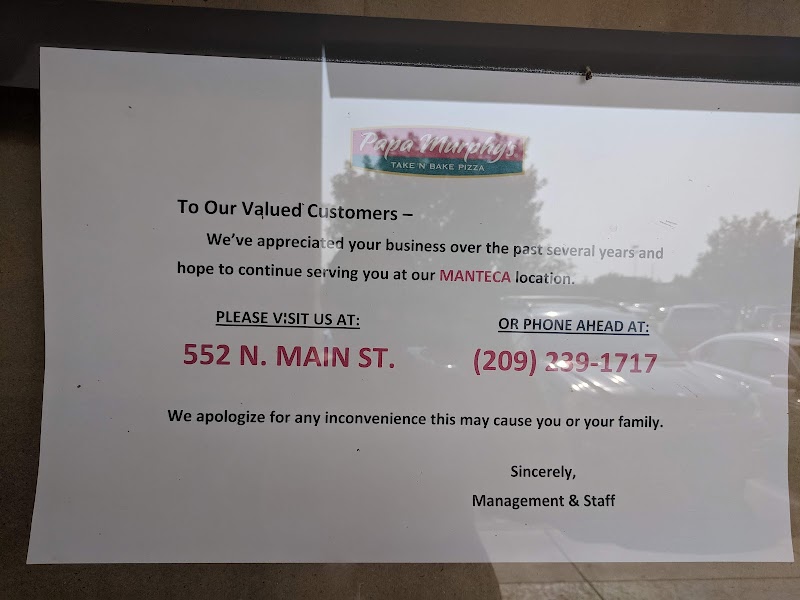 Papa Murphy's
TAKE 'N' BAKE PIZZA
To Our Valued Customers –
We've appreciated your business over the past several years and
hope to continue serving you at our MANTECA location.
PLEASE VISIT US AT:
OR PHONE AHEAD AT:
552 N. MAIN ST.
(209) 239-1717
We apologize for any inconvenience this may cause you or your family.
Sincerely,
Management & Staff